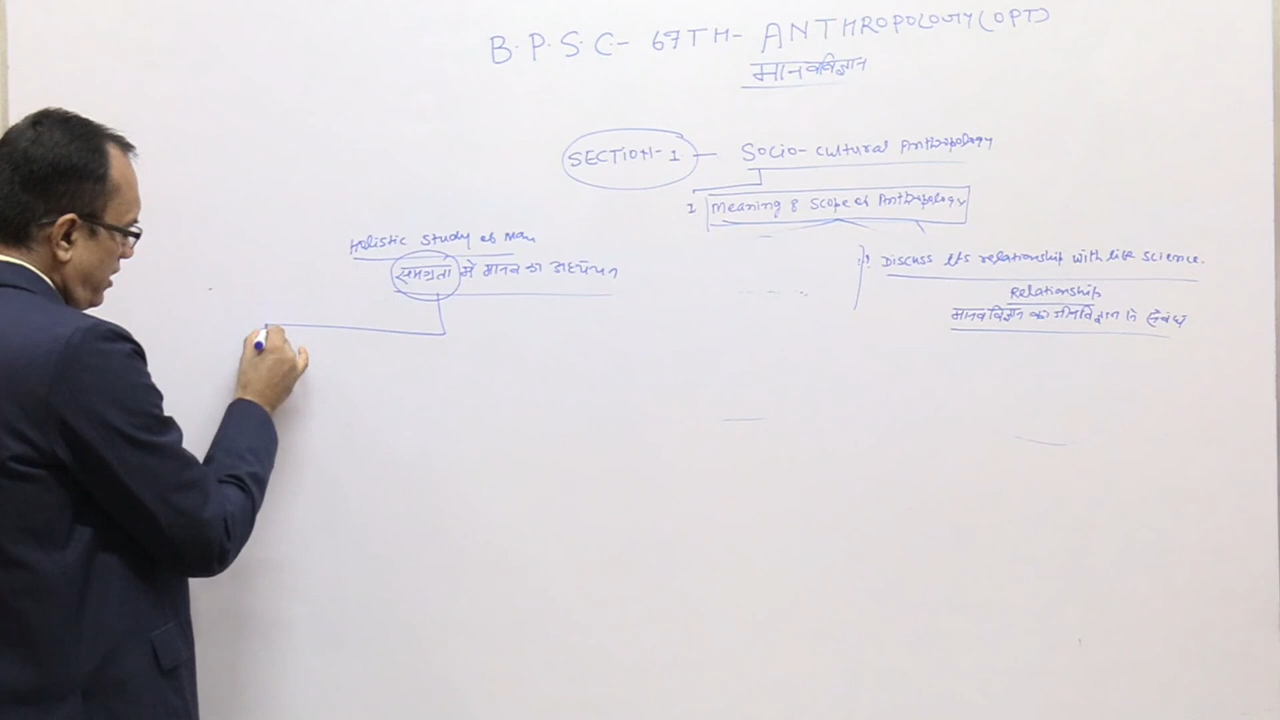 B.P.S.C- 67TH- ANTHROPOLOGY(OPT)
मानवविज्ञान
SECTION-1 — Socio-cultural Anthropology
1 Meaning & Scope of Anthropology
Holistic Study of Man
समग्रता में मानव का अध्ययन
?? Discuss its relationship with life science.
Relationship
मानवविज्ञान का जीवविज्ञान से संबंध